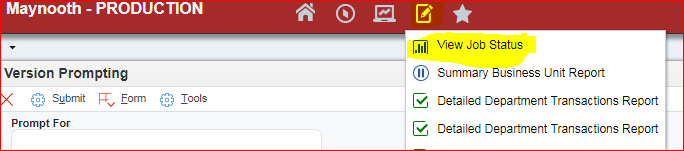 Maynooth - PRODUCTION
View Job Status
Summary Business Unit Report
Version Prompting
Submit Form Tools
Detailed Department Transactions Report
Prompt For
Detailed Department Transactions Report